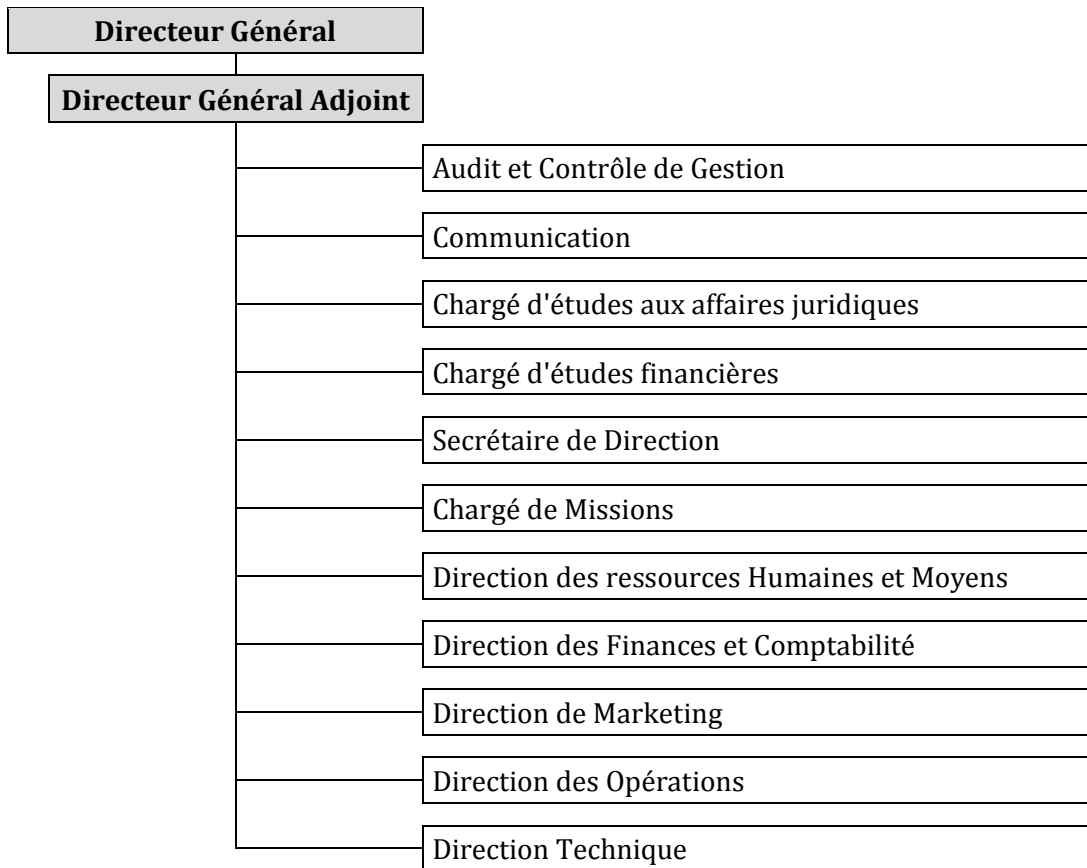 Directeur Général
Directeur Général Adjoint
Audit et Contrôle de Gestion
Communication
Chargé d'études aux affaires juridiques
Chargé d'études financières
Secrétaire de Direction
Chargé de Missions
Direction des ressources Humaines et Moyens
Direction des Finances et Comptabilité
Direction de Marketing
Direction des Opérations
Direction Technique